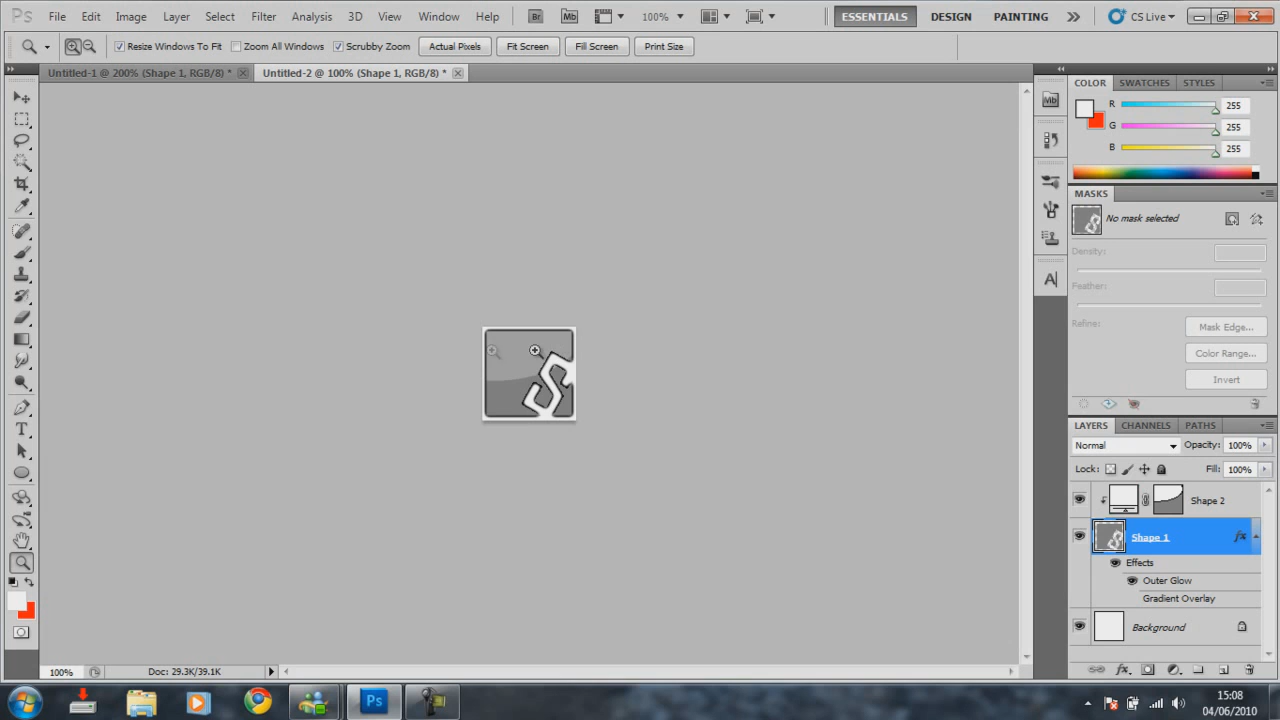 Ps File Edit Image Layer Select Filter Analysis 3D View Window Help Br Mb 100% ESSENTIALS DESIGN PAINTING CS Live
Resize Windows To Fit Zoom All Windows Scrubby Zoom Actual Pixels Fit Screen Fill Screen Print Size
Untitled-1 @ 200% (Shape 1, RGB/8) * Untitled-2 @ 100% (Shape 1, RGB/8) *
COLOR SWATCHES STYLES
Mb
R 255
G 255
B 255
MASKS
No mask selected
Density:
A
Feather:
Refine: Mask Edge...
Color Range...
Invert
S
T
LAYERS CHANNELS PATHS
Normal Opacity: 100%
Lock: Fill: 100%
Shape 2
Shape 1 fx
Effects
Outer Glow
Gradient Overlay
Background
100% Doc: 29.3K/39.1K
fx
Ps
15:08
04/06/2010